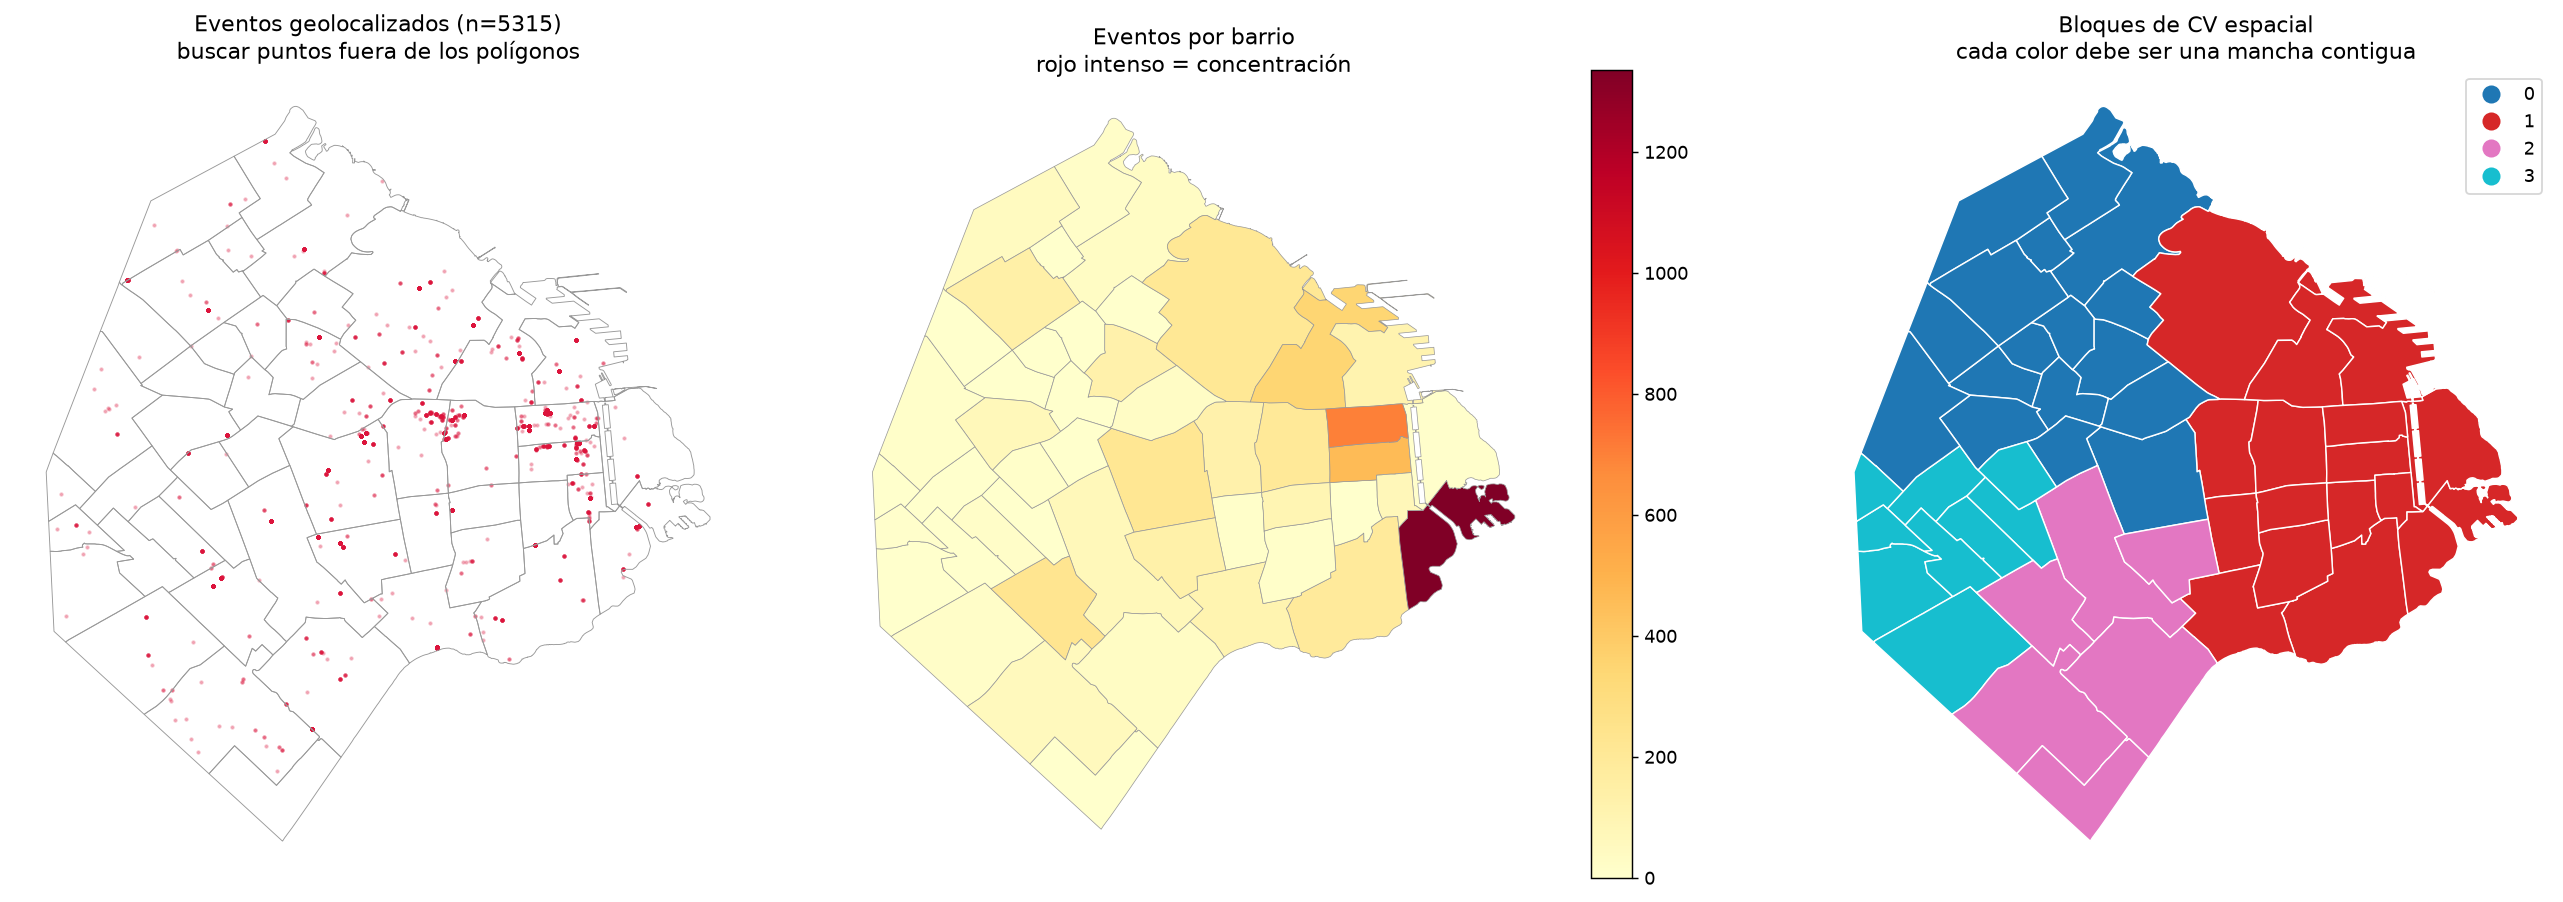 Eventos geolocalizados (n=5315)
buscar puntos fuera de los polígonos
Eventos por barrio
rojo intenso = concentración
1200
1000
800
600
400
200
0
Bloques de CV espacial
cada color debe ser una mancha contigua
0
1
2
3